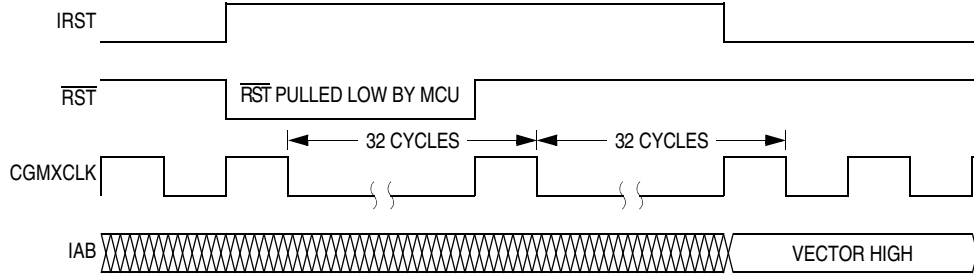 IRST
RST
RST PULLED LOW BY MCU
32 CYCLES
32 CYCLES
CGMXCLK
IAB
VECTOR HIGH